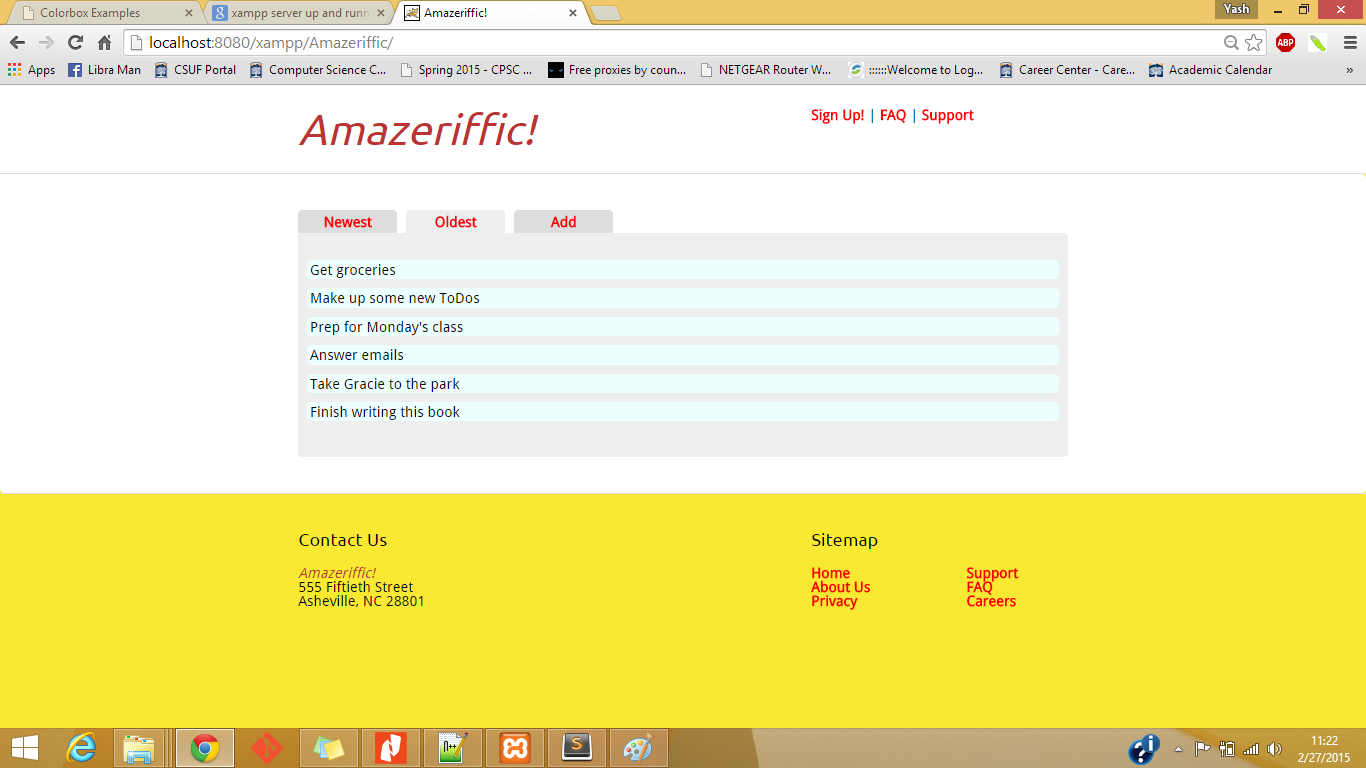 Colorbox Examples
xampp server up and runn
Amazeriffic!
Yash
localhost:8080/xampp/Amazeriffic/
ABP
Apps
Libra Man
CSUF Portal
Computer Science C...
Spring 2015 - CPSC ...
Free proxies by coun...
NETGEAR Router W...
::::::Welcome to Log...
Career Center - Care...
Academic Calendar
»
Amazeriffic!
Sign Up! | FAQ | Support
Newest
Oldest
Add
Get groceries
Make up some new ToDos
Prep for Monday's class
Answer emails
Take Gracie to the park
Finish writing this book
Contact Us
Amazeriffic!
555 Fiftieth Street
Asheville, NC 28801
Sitemap
Home
About Us
Privacy
Support
FAQ
Careers
11:22
2/27/2015